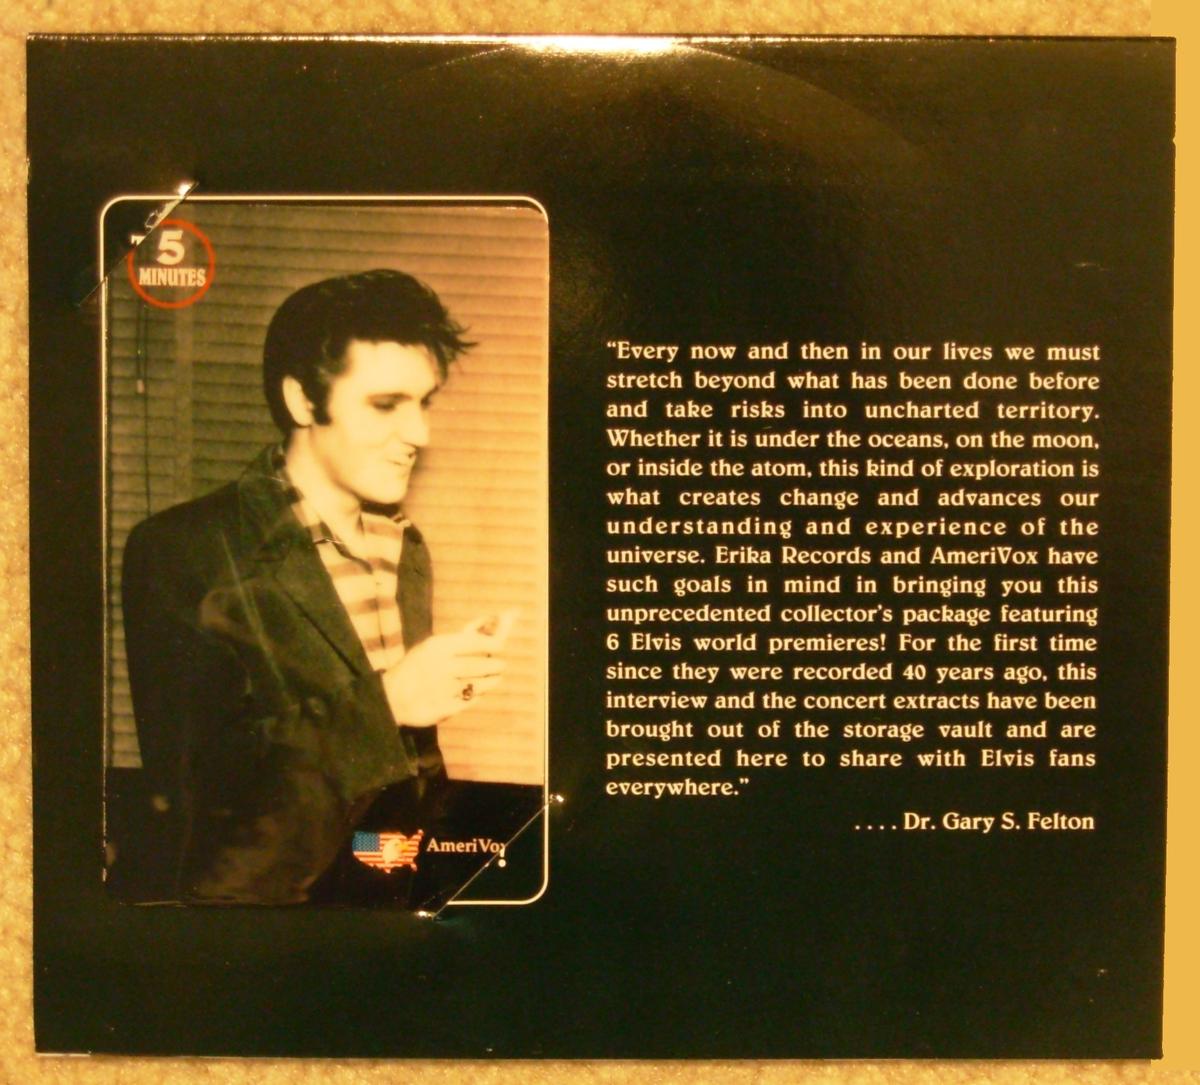 5
MINUTES
AmeriVox
“Every now and then in our lives we must
stretch beyond what has been done before
and take risks into uncharted territory.
Whether it is under the oceans, on the moon,
or inside the atom, this kind of exploration is
what creates change and advances our
understanding and experience of the
universe. Erika Records and AmeriVox have
such goals in mind in bringing you this
unprecedented collector's package featuring
6 Elvis world premieres! For the first time
since they were recorded 40 years ago, this
interview and the concert extracts have been
brought out of the storage vault and are
presented here to share with Elvis fans
everywhere.”
. . . . Dr. Gary S. Felton